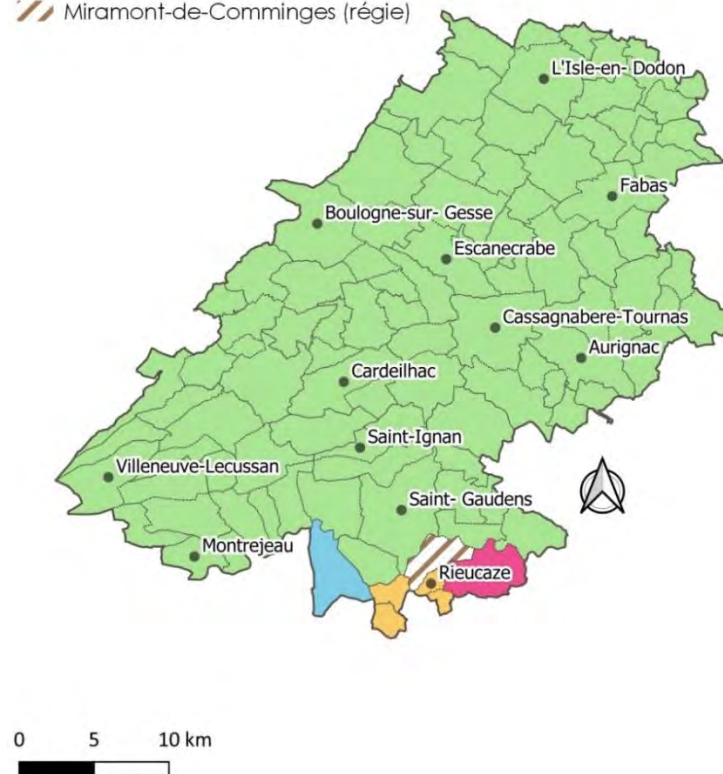 Miramont-de-Comminges (régie)
L'Isle-en- Dodon
Fabas
Boulogne-sur- Gesse
Escanecrabe
Cassagnabere-Tournas
Aurignac
Cardeilhac
Saint-Ignan
Villeneuve-Lecussan
Saint- Gaudens
Montrejeau
Rieucaze
0 5 10 km